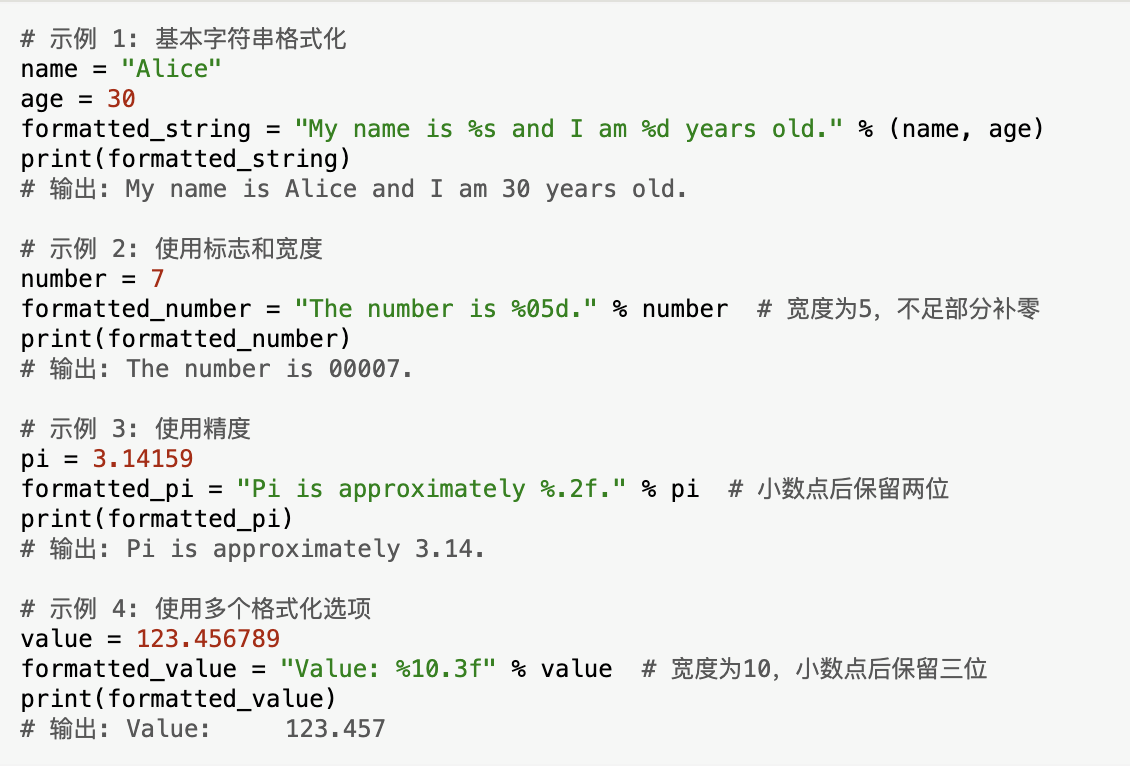 # 示例 1: 基本字符串格式化
name = "Alice"
age = 30
formatted_string = "My name is %s and I am %d years old." % (name, age)
print(formatted_string)
# 输出: My name is Alice and I am 30 years old.

# 示例 2: 使用标志和宽度
number = 7
formatted_number = "The number is %05d." % number  # 宽度为5，不足部分补零
print(formatted_number)
# 输出: The number is 00007.

# 示例 3: 使用精度
pi = 3.14159
formatted_pi = "Pi is approximately %.2f." % pi  # 小数点后保留两位
print(formatted_pi)
# 输出: Pi is approximately 3.14.

# 示例 4: 使用多个格式化选项
value = 123.456789
formatted_value = "Value: %10.3f" % value  # 宽度为10，小数点后保留三位
print(formatted_value)
# 输出: Value:     123.457